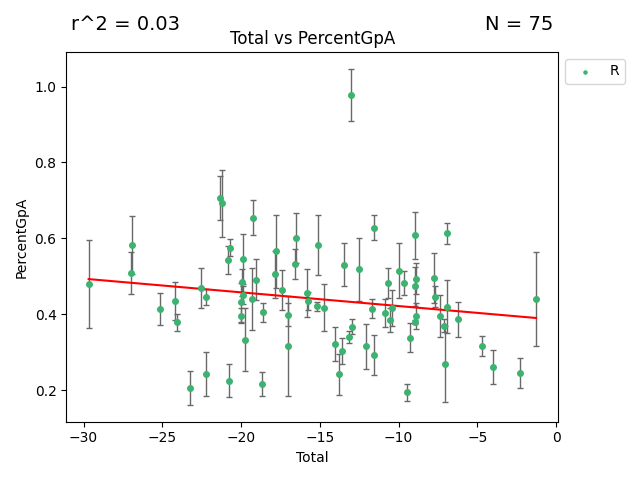 r^2 = 0.03
N = 75
Total vs PercentGpA
R
1.0
0.8
0.6
0.4
0.2
PercentGpA
−30
−25
−20
−15
−10
−5
0
Total